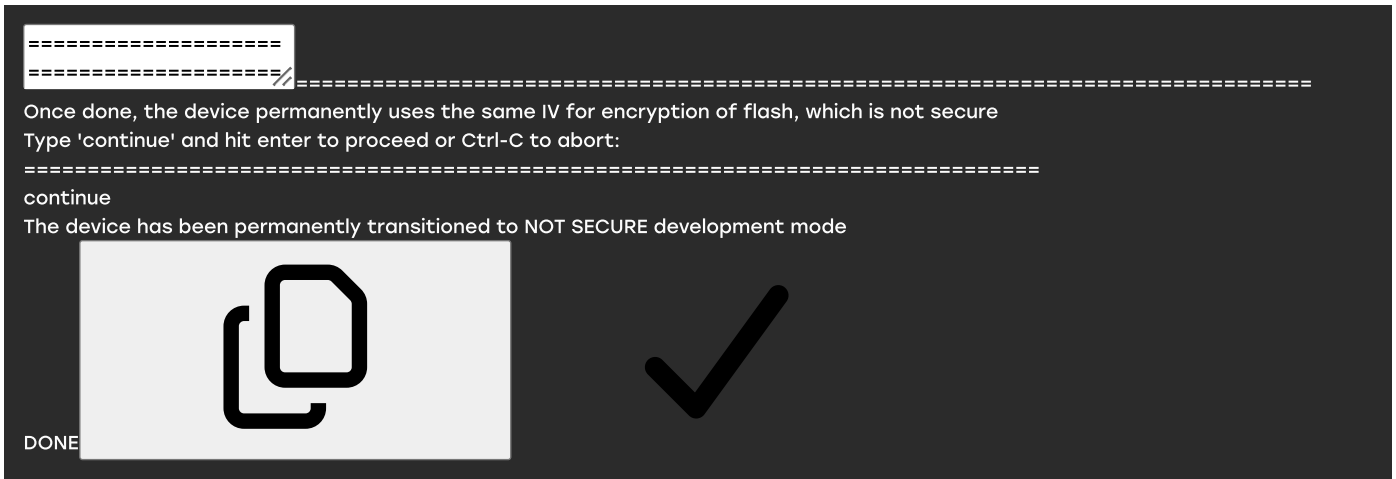 ====================
====================
================================================================================
Once done, the device permanently uses the same IV for encryption of flash, which is not secure
Type 'continue' and hit enter to proceed or Ctrl-C to abort:
================================================================================
continue
The device has been permanently transitioned to NOT SECURE development mode
DONE